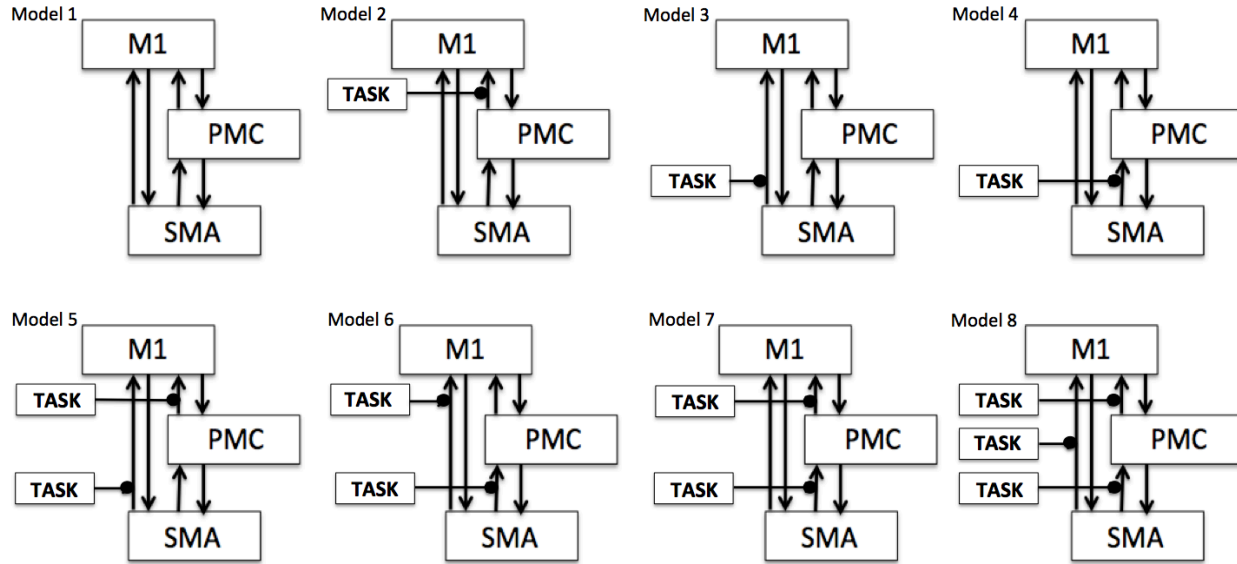 Model 1
M1
PMC
SMA
Model 2
M1
TASK
PMC
SMA
Model 3
M1
PMC
TASK
SMA
Model 4
M1
PMC
TASK
SMA
Model 5
M1
TASK
PMC
TASK
SMA
Model 6
M1
TASK
PMC
TASK
SMA
Model 7
M1
TASK
PMC
TASK
SMA
Model 8
M1
TASK
PMC
TASK
TASK
SMA